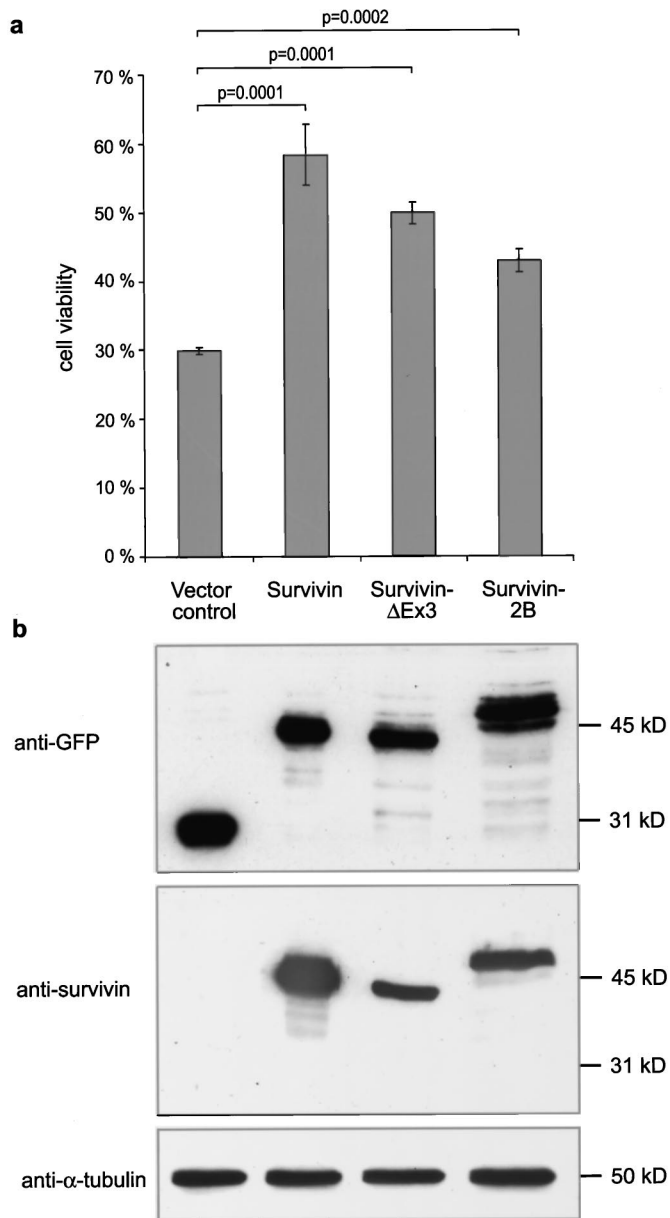 a
p=0.0002
p=0.0001
p=0.0001
70 %
60 %
50 %
40 %
30 %
20 %
10 %
0 %
cell viability
Vector control
Survivin
Survivin-ΔEx3
Survivin-2B
b
anti-GFP
45 kD
31 kD
anti-survivin
45 kD
31 kD
anti-α-tubulin
50 kD